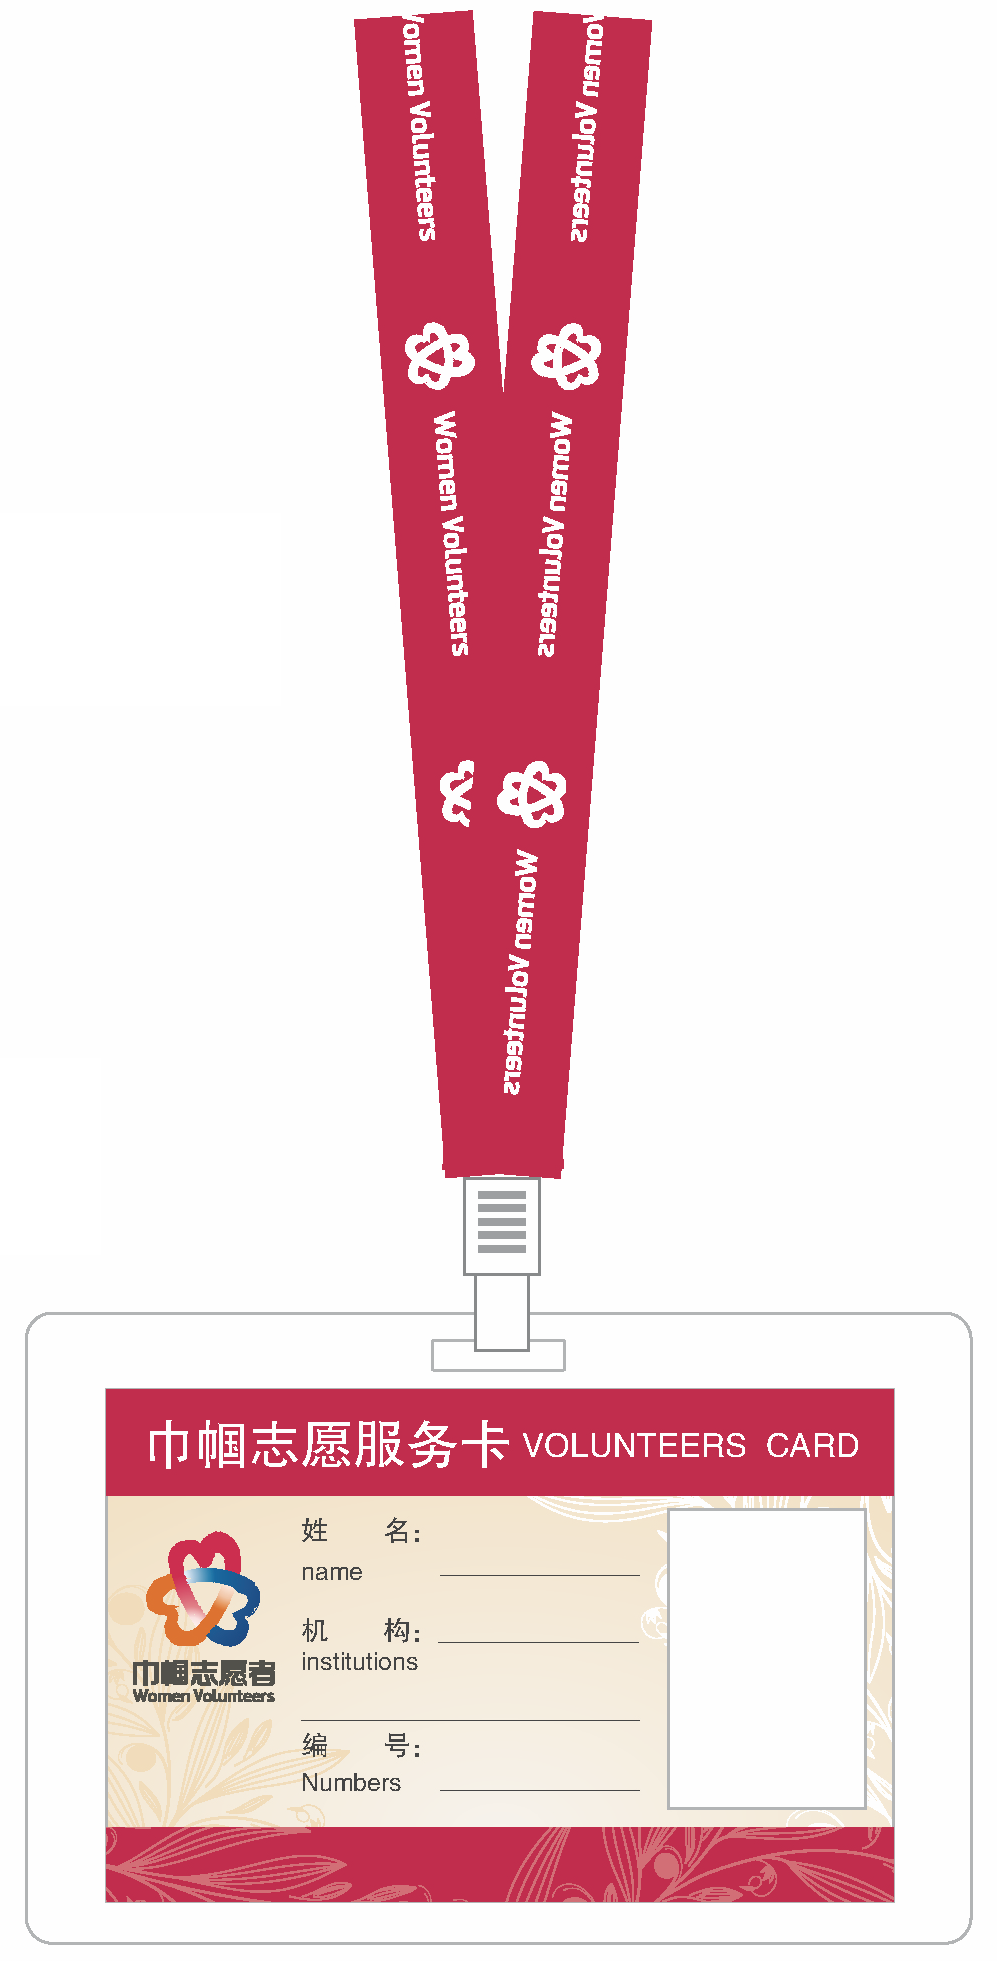 Women Volunteers
Women Volunteers
Women Volunteers
Women Volunteers
Women Volunteers
巾帼志愿服务卡 VOLUNTEERS CARD
姓 名：
name
机 构：
institutions
编 号：
Numbers
巾帼志愿者
Women Volunteers